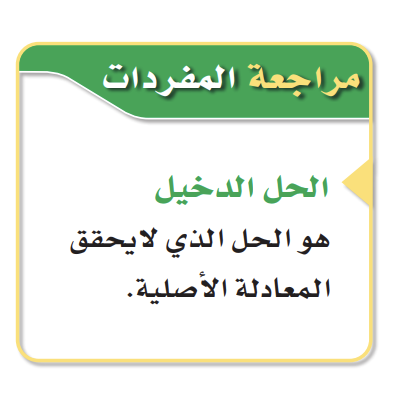 مراجعة المفردات
الحل الدخيل
هو الحل الذي لايحقق
المعادلة الأصلية.